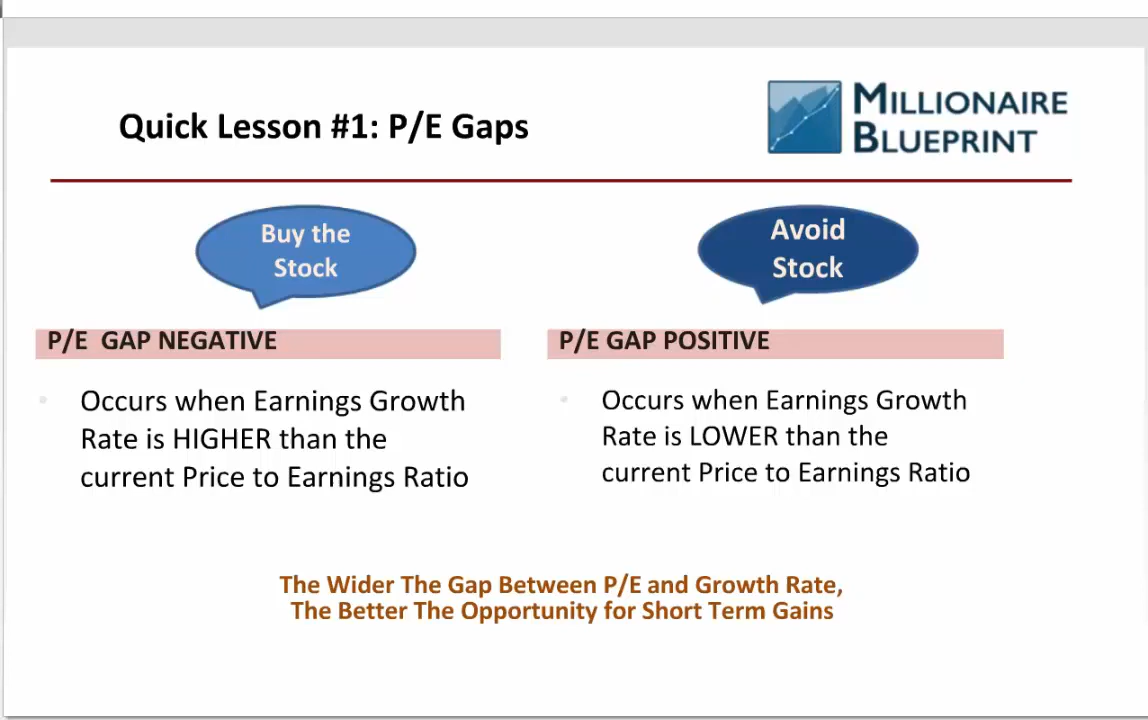 Quick Lesson #1: P/E Gaps
MILLIONAIRE
BLUEPRINT
Buy the
Stock
Avoid
Stock
P/E  GAP NEGATIVE
• Occurs when Earnings Growth
Rate is HIGHER than the
current Price to Earnings Ratio
P/E GAP POSITIVE
• Occurs when Earnings Growth
Rate is LOWER than the
current Price to Earnings Ratio
The Wider The Gap Between P/E and Growth Rate,
The Better The Opportunity for Short Term Gains